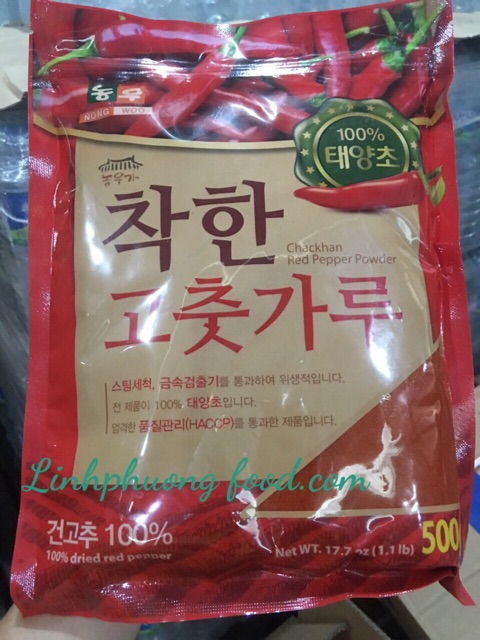 농우
NONG WOO
100%
태양초
농우가
착한
Chackhan
Red Pepper Powder
고춧가루
스팀세척, 금속검출기를 통과하여 위생적입니다.
전 제품이 100% 태양초입니다.
엄격한 품질관리(HACCP)를 통과한 제품입니다.
Linhphuong food.com
건고추 100%
100% dried red pepper
Net WT. 17.7 oz (1.1 lb) 500